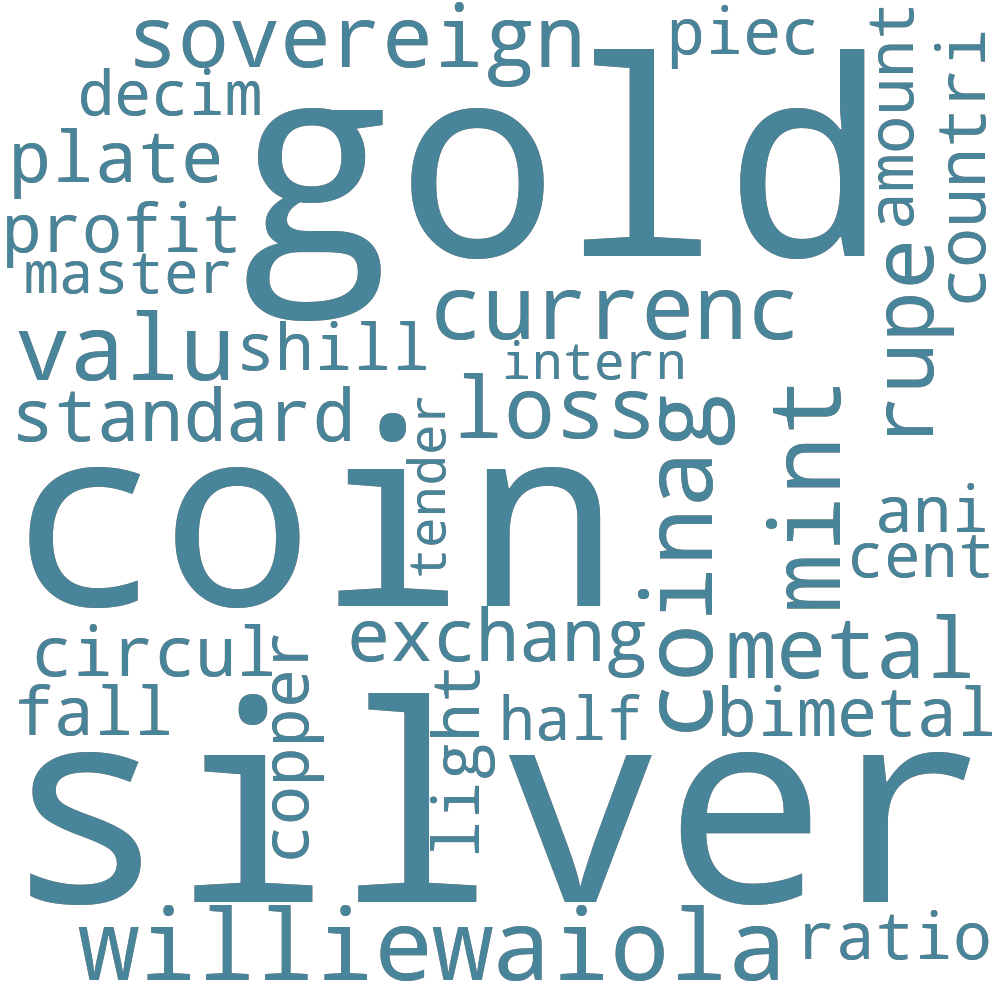 sovereign
piec
amount
countri
decim
gold
plate
profit
master
rupe
currenc
valu
shill
intern
standard
loss
tender
coinag
mint
coin
ani
cent
circul
exchang
metal
copper
light
fall
half
bimetal
silver
williewaiola
ratio